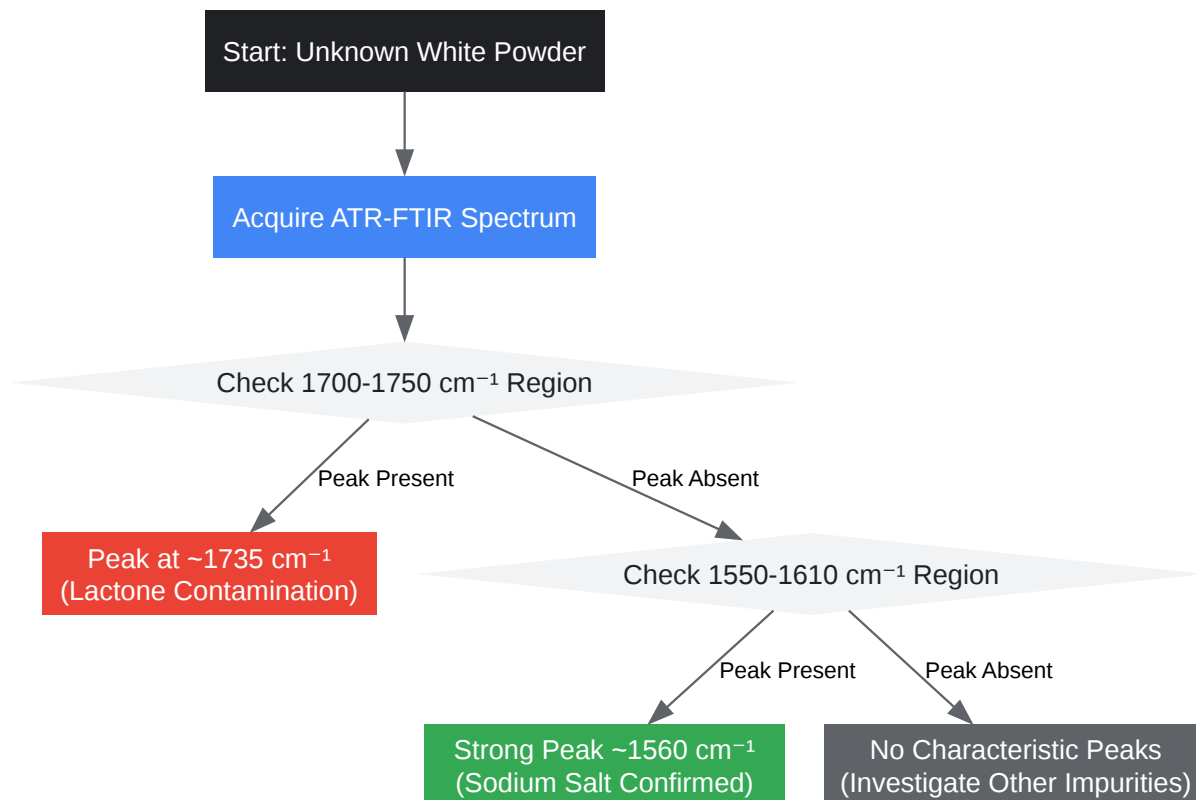 Start: Unknown White Powder
Acquire ATR-FTIR Spectrum
Check 1700-1750 cm⁻¹ Region
Peak Present
Peak Absent
Peak at ~1735 cm⁻¹
(Lactone Contamination)
Check 1550-1610 cm⁻¹ Region
Peak Present
Peak Absent
Strong Peak ~1560 cm⁻¹
(Sodium Salt Confirmed)
No Characteristic Peaks
(Investigate Other Impurities)